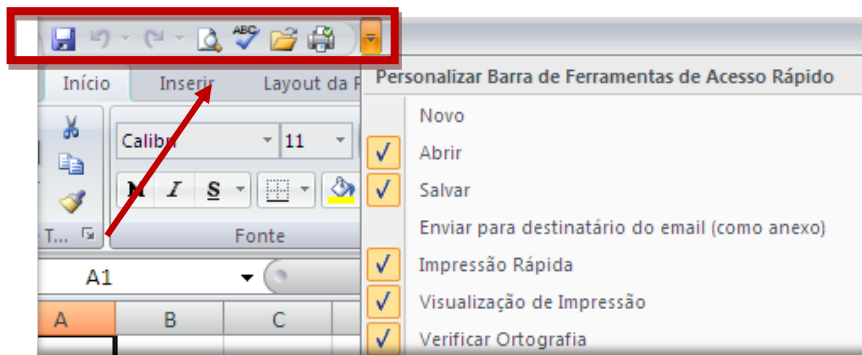 ABC
Início Inserir Layout da P
Personalizar Barra de Ferramentas de Acesso Rápido
Novo
Calibri 11
Abrir
N I S
Salvar
T... Fonte
Enviar para destinatário do email (como anexo)
A1
Impressão Rápida
Visualização de Impressão
A B C
Verificar Ortografia